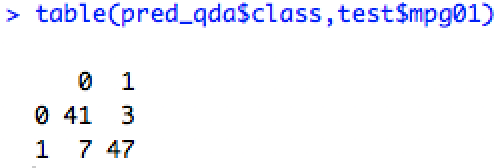 > table(pred_qda$class,test$mpg01)
0 1
0 41 3
1 7 47